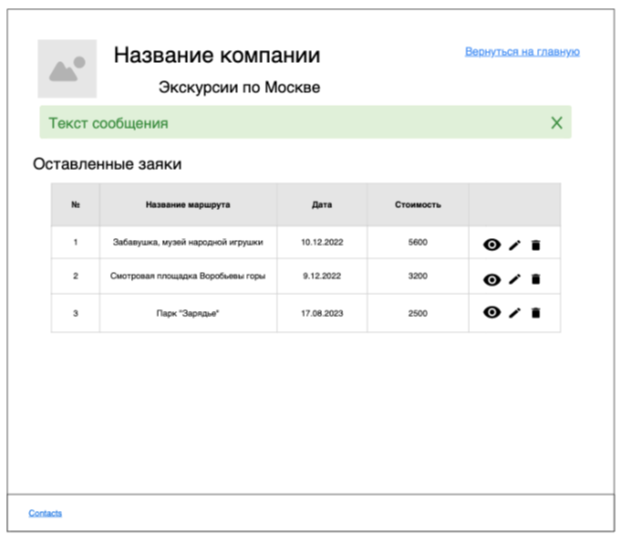 Название компании
Вернуться на главную
Экскурсии по Москве
Текст сообщения
Оставленные заяки
№ Название маршрута Дата Стоимость
1 Забавушка, музей народной игрушки 10.12.2022 5600
2 Смотровая площадка Воробьевы горы 9.12.2022 3200
3 Парк "Зарядье" 17.08.2023 2500
Contacts